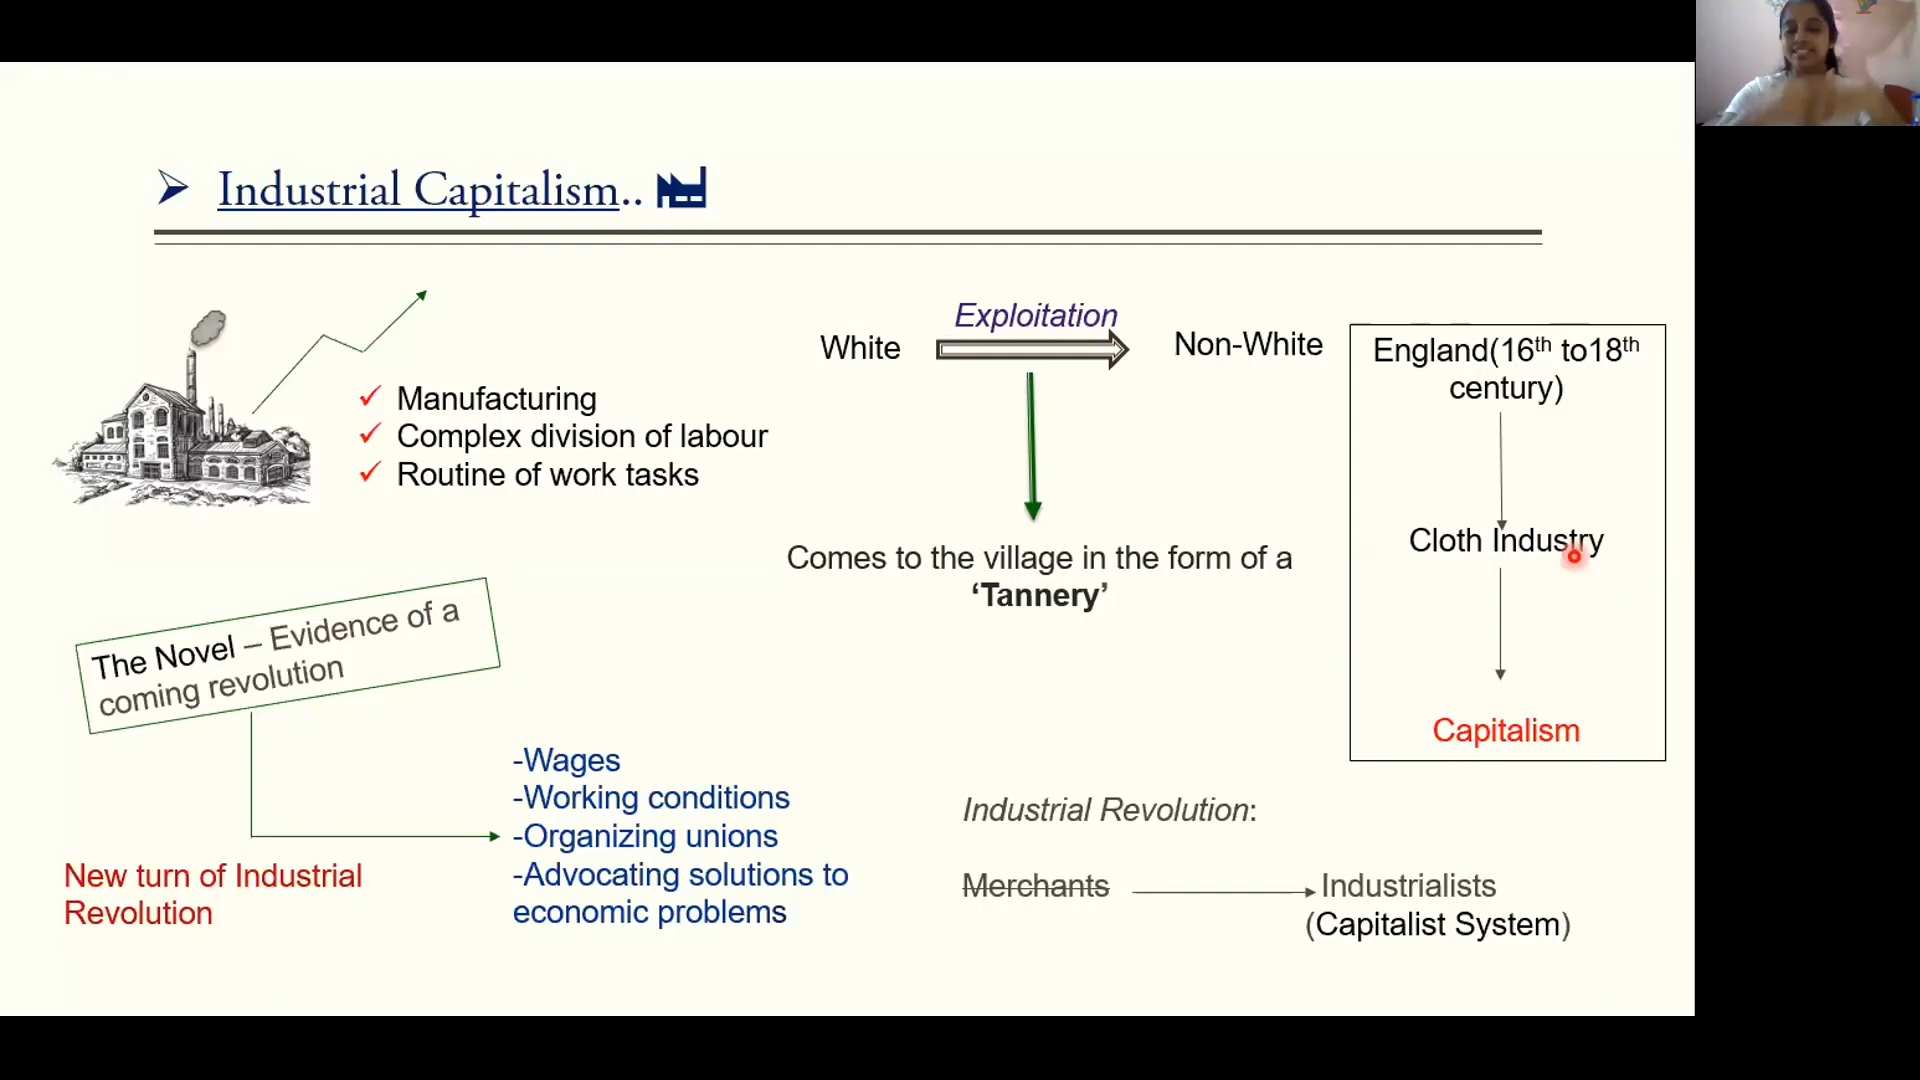 Industrial Capitalism..
Manufacturing
Complex division of labour
Routine of work tasks
White
Exploitation
Non-White
Comes to the village in the form of a
‘Tannery’
England(16th to18th
century)
Cloth Industry
Capitalism
The Novel – Evidence of a
coming revolution
-Wages
-Working conditions
-Organizing unions
-Advocating solutions to
economic problems
New turn of Industrial
Revolution
Industrial Revolution:
Merchants
Industrialists
(Capitalist System)